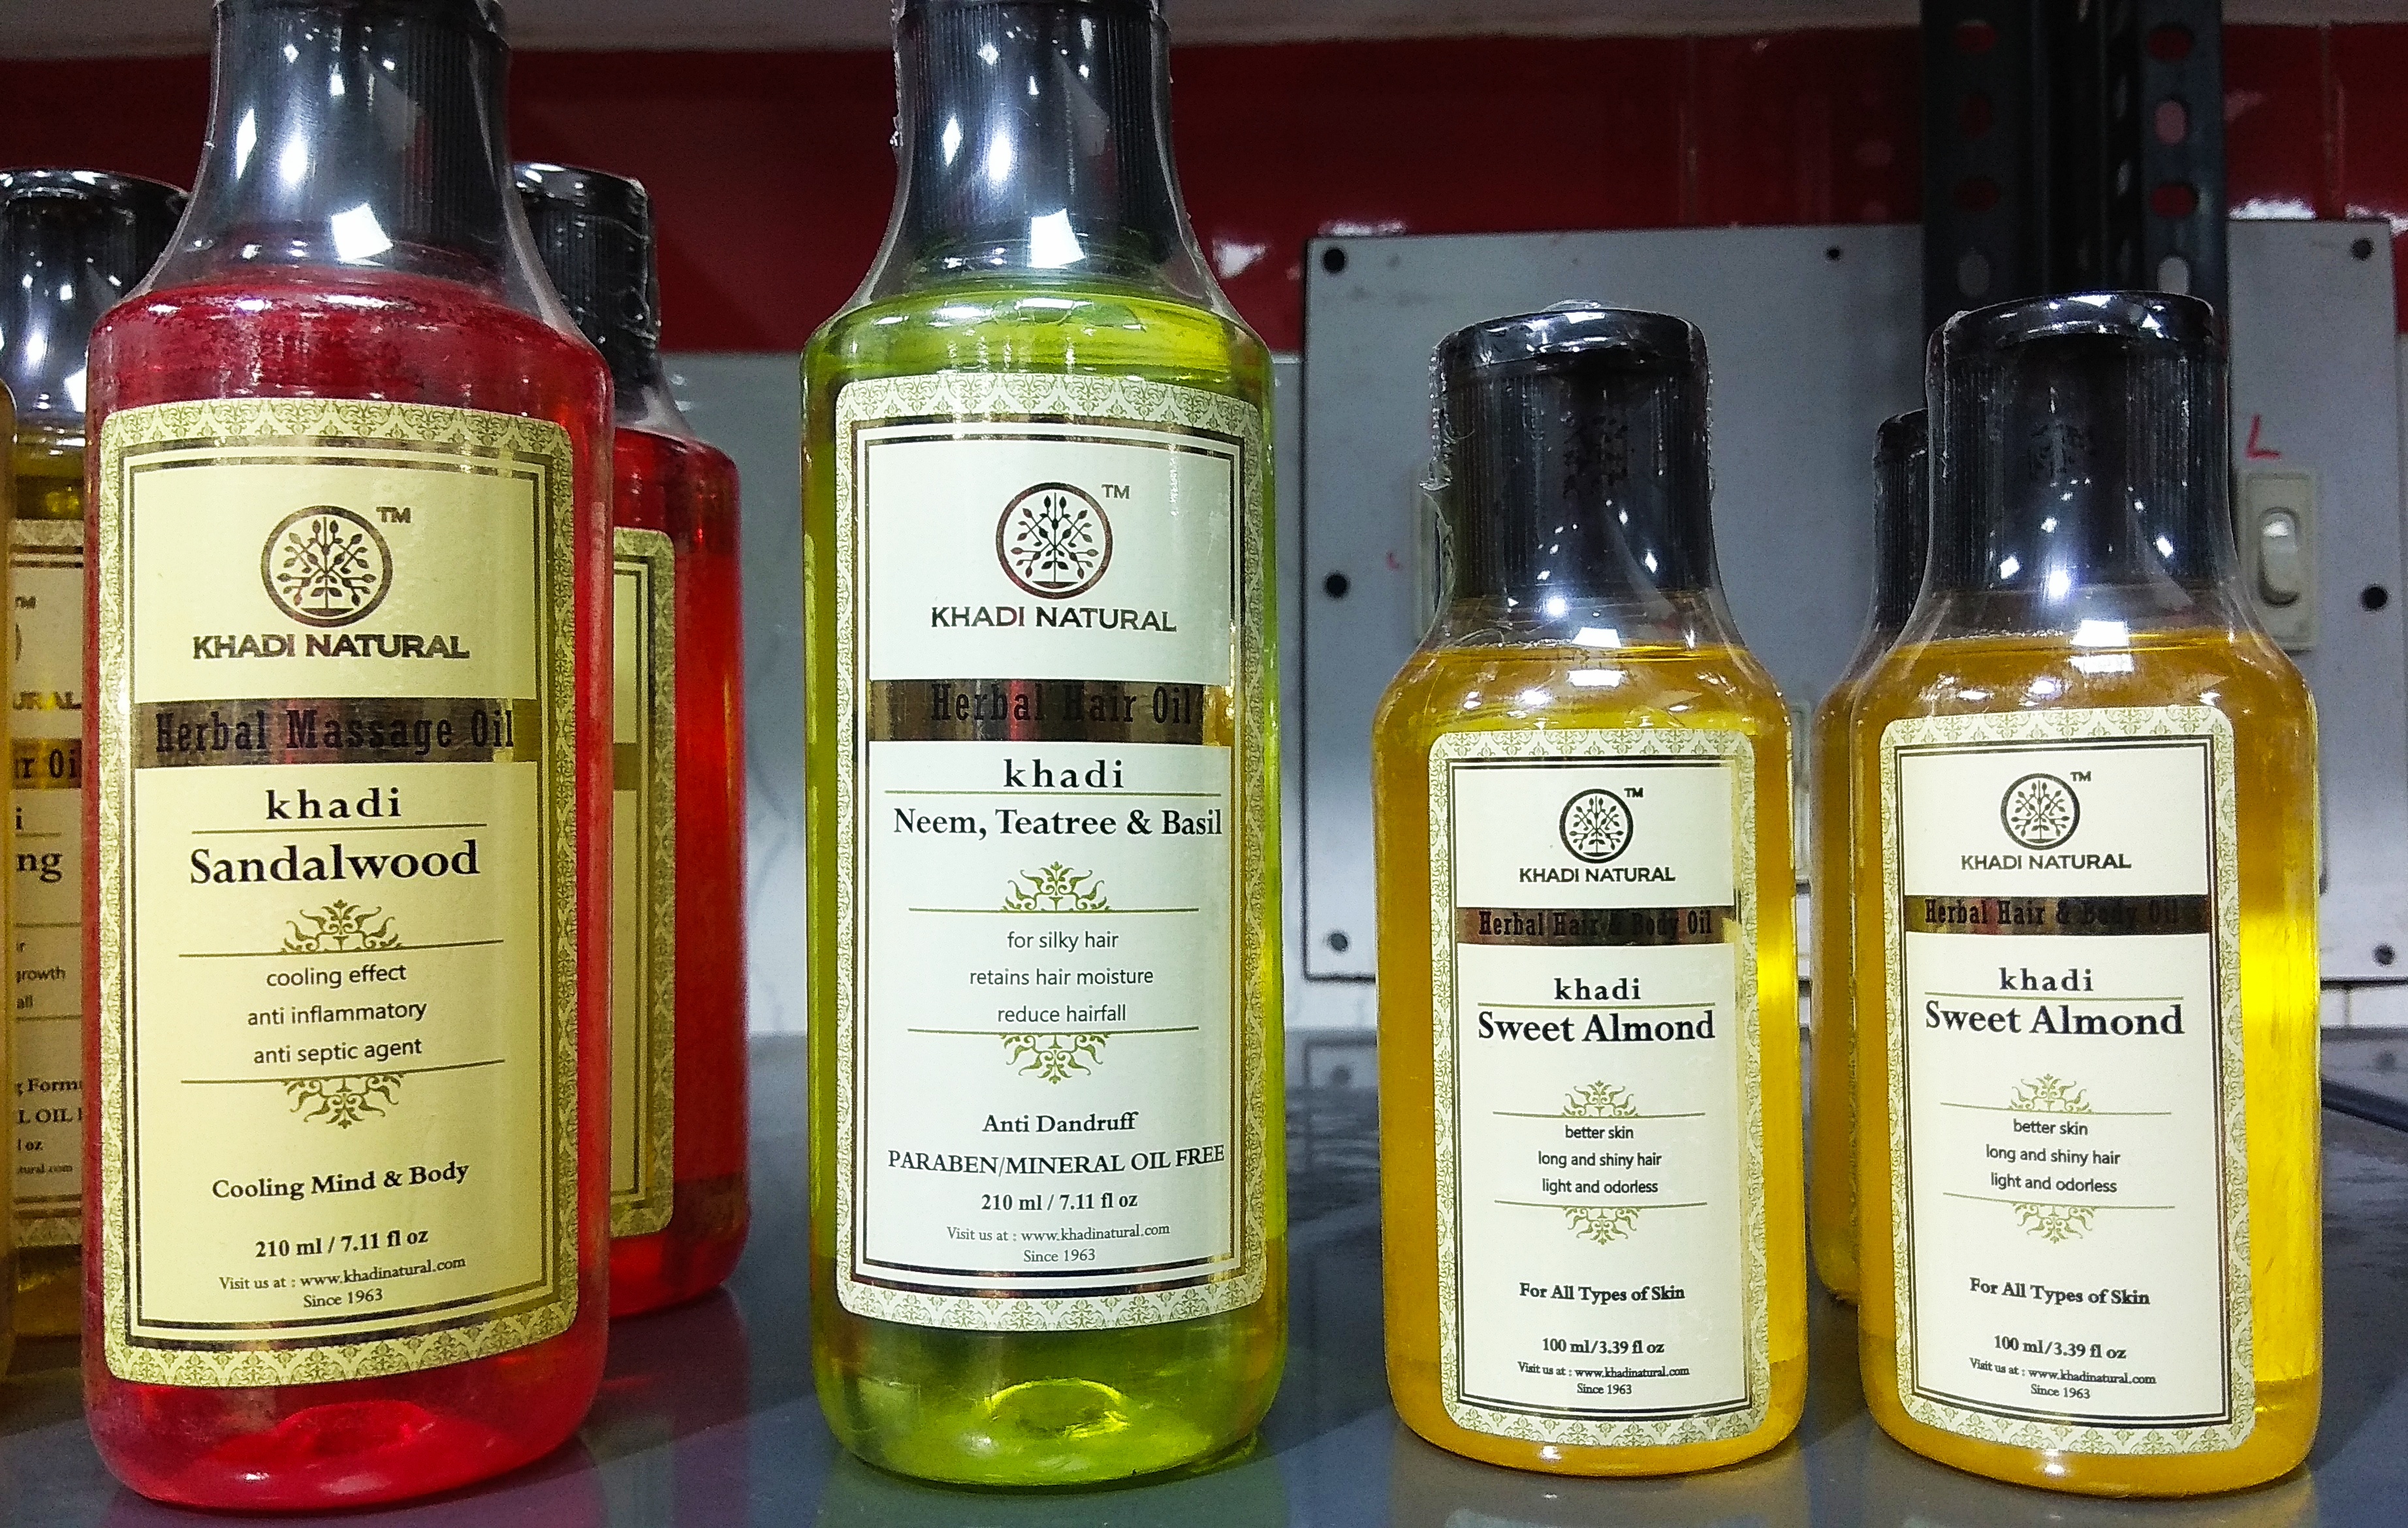 TM
KHADI NATURAL
Herbal Massage Oil
khadi
Sandalwood
cooling effect
anti inflammatory
anti septic agent
Cooling Mind & Body
210 ml / 7.11 fl oz
Visit us at : www.khadinatural.com
Since 1963
TM
KHADI NATURAL
Herbal Hair Oil
khadi
Neem, Teatree & Basil
for silky hair
retains hair moisture
reduce hairfall
Anti Dandruff
PARABEN/MINERAL OIL FREE
210 ml / 7.11 fl oz
Visit us at : www.khadinatural.com
Since 1963
TM
KHADI NATURAL
Herbal Hair & Body Oil
khadi
Sweet Almond
better skin
long and shiny hair
light and odorless
For All Types of Skin
100 ml/3.39 fl oz
Visit us at : www.khadinatural.com
Since 1963
TM
KHADI NATURAL
Herbal Hair & Body Oil
khadi
Sweet Almond
better skin
long and shiny hair
light and odorless
For All Types of Skin
100 ml/3.39 fl oz
Visit us at : www.khadinatural.com
Since 1963
L